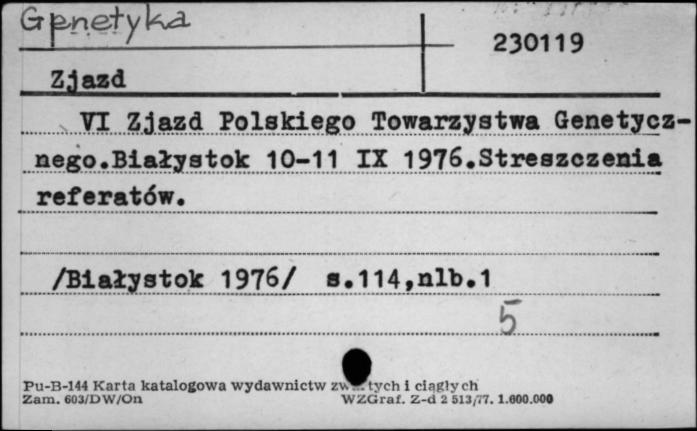 Genetyka
230119
Zjazd
VI Zjazd Polskiego Towarzystwa Genetycz-
nego.Białystok 10-11 IX 1976.Streszczenia
referatów.
/Białystok 1976/ s.114,nlb.1
5
Pu-B-144 Karta katalogowa wydawnictw i ciągłych
Zam. 603/DW/On WZGraf. Z-d 2 513/77. 1.600.000